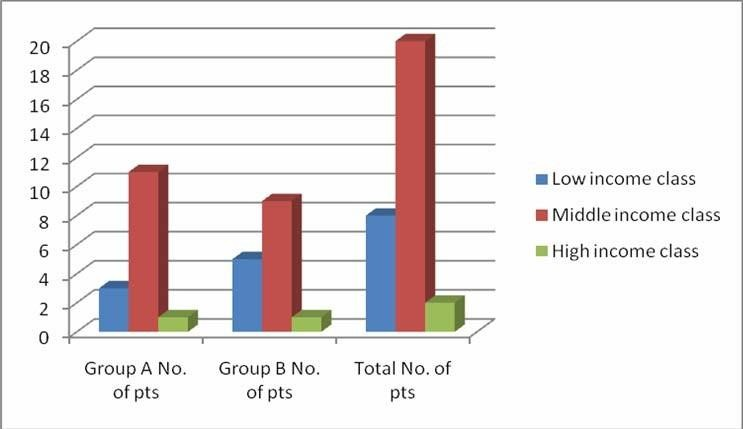 20
18
16
14
12
10
8
6
4
2
0
Group A No.
of pts
Group B No.
of pts
Total No. of
pts
Low income class
Middle income class
High income class